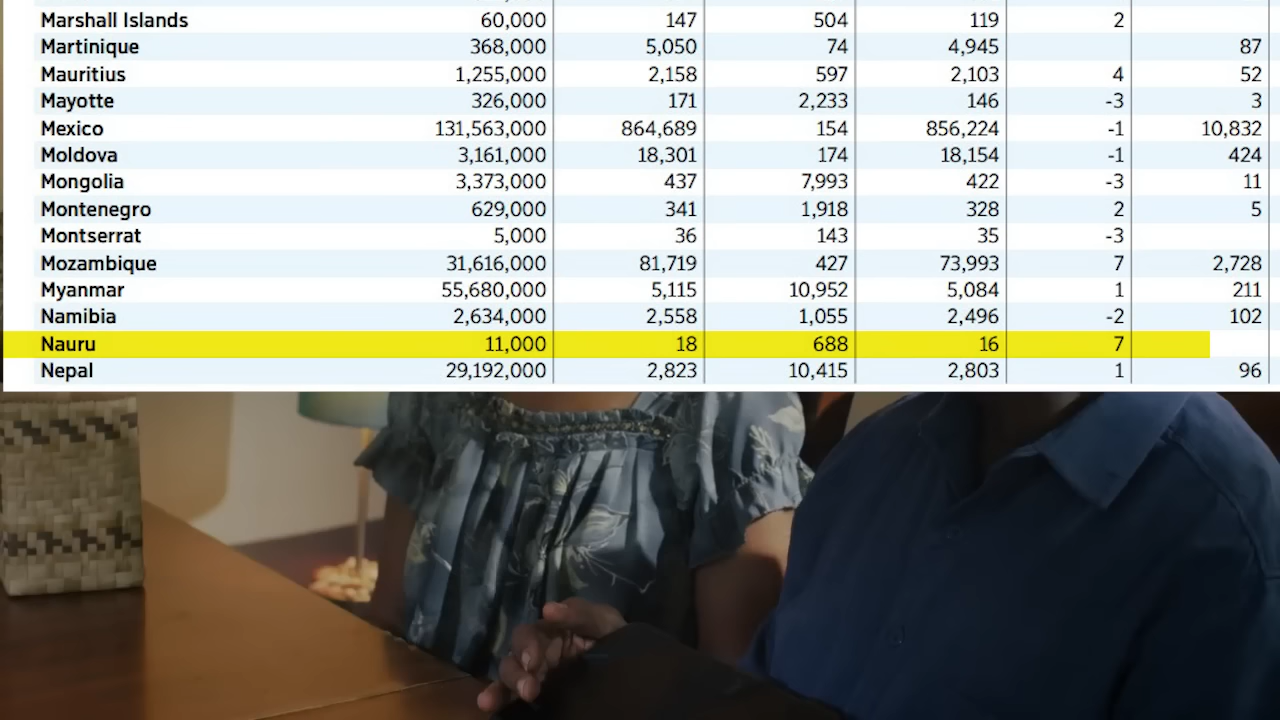 Marshall Islands 60,000 147 504 119 2
Martinique 368,000 5,050 74 4,945 87
Mauritius 1,255,000 2,158 597 2,103 4 52
Mayotte 326,000 171 2,233 146 -3 3
Mexico 131,563,000 864,689 154 856,224 -1 10,832
Moldova 3,161,000 18,301 174 18,154 -1 424
Mongolia 3,373,000 437 7,993 422 -3 11
Montenegro 629,000 341 1,918 328 2 5
Montserrat 5,000 36 143 35 -3
Mozambique 31,616,000 81,719 427 73,993 7 2,728
Myanmar 55,680,000 5,115 10,952 5,084 1 211
Namibia 2,634,000 2,558 1,055 2,496 -2 102
Nauru 11,000 18 688 16 7
Nepal 29,192,000 2,823 10,415 2,803 1 96